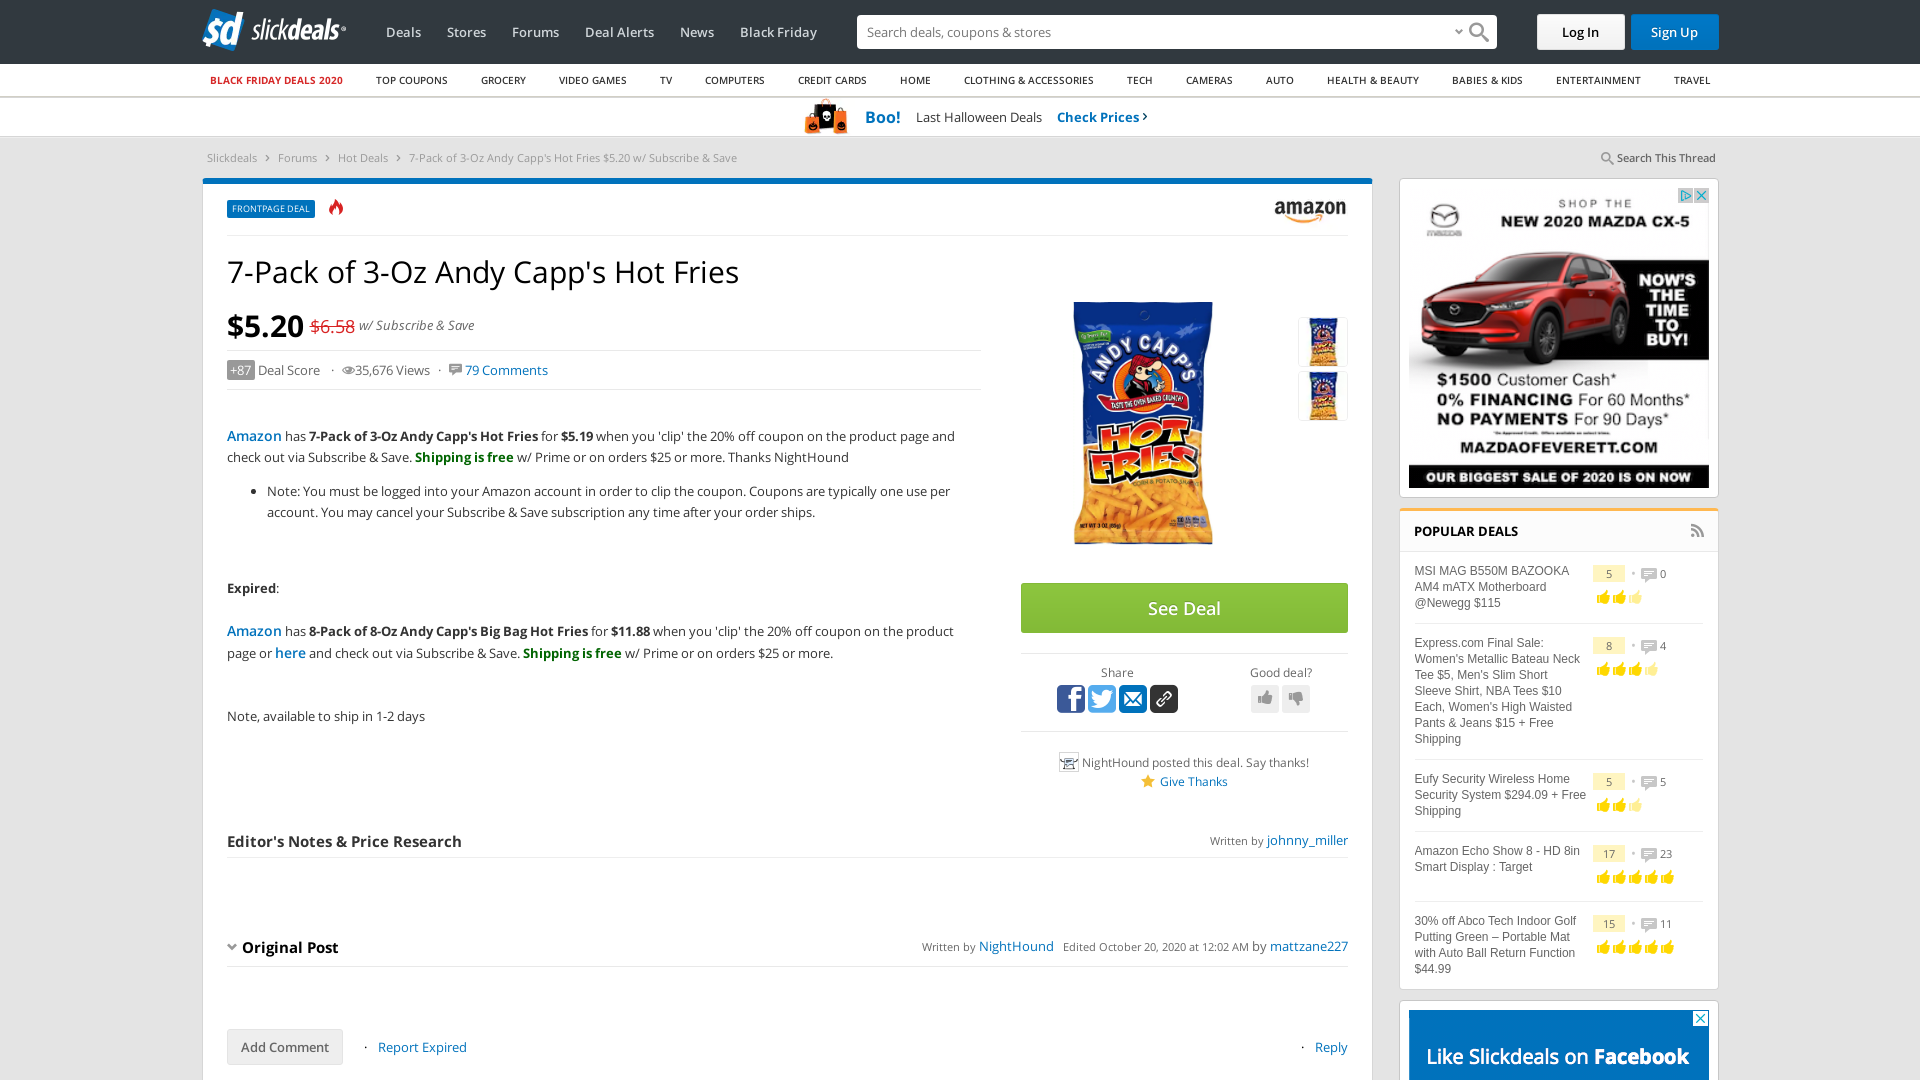 sd slickdeals
Deals Stores Forums Deal Alerts News Black Friday
Search deals, coupons & stores
Log In Sign Up
BLACK FRIDAY DEALS 2020 TOP COUPONS GROCERY VIDEO GAMES TV COMPUTERS CREDIT CARDS HOME CLOTHING & ACCESSORIES TECH CAMERAS AUTO HEALTH & BEAUTY BABIES & KIDS ENTERTAINMENT TRAVEL
Boo! Last Halloween Deals Check Prices ›
Slickdeals › Forums › Hot Deals › 7-Pack of 3-Oz Andy Capp's Hot Fries $5.20 w/ Subscribe & Save
Search This Thread
FRONTPAGE DEAL
amazon
7-Pack of 3-Oz Andy Capp's Hot Fries
$5.20 $6.58 w/ Subscribe & Save
+87 Deal Score · 35,676 Views · 79 Comments
Amazon has 7-Pack of 3-Oz Andy Capp's Hot Fries for $5.19 when you 'clip' the 20% off coupon on the product page and
check out via Subscribe & Save. Shipping is free w/ Prime or on orders $25 or more. Thanks NightHound
• Note: You must be logged into your Amazon account in order to clip the coupon. Coupons are typically one use per
account. You may cancel your Subscribe & Save subscription any time after your order ships.
Expired:
Amazon has 8-Pack of 8-Oz Andy Capp's Big Bag Hot Fries for $11.88 when you 'clip' the 20% off coupon on the product
page or here and check out via Subscribe & Save. Shipping is free w/ Prime or on orders $25 or more.
Note, available to ship in 1-2 days
ANDY CAPP'S
TASTE THE OVEN BAKED CRUNCH!
HOT
FRIES
CORN & POTATO SNACKS
NET WT 3 OZ (85g)
See Deal
Share
Good deal?
NightHound posted this deal. Say thanks!
Give Thanks
Editor's Notes & Price Research
Written by johnny_miller
Original Post
Written by NightHound Edited October 20, 2020 at 12:02 AM by mattzane227
Add Comment · Report Expired
· Reply
SHOP THE
NEW 2020 MAZDA CX-5
mazda
NOW'S
THE
TIME
TO
BUY!
$1500 Customer Cash*
0% FINANCING For 60 Months*
NO PAYMENTS For 90 Days*
MAZDAOFEVERETT.COM
OUR BIGGEST SALE OF 2020 IS ON NOW
POPULAR DEALS
MSI MAG B550M BAZOOKA
AM4 mATX Motherboard
@Newegg $115
5 • 0
Express.com Final Sale:
Women's Metallic Bateau Neck
Tee $5, Men's Slim Short
Sleeve Shirt, NBA Tees $10
Each, Women's High Waisted
Pants & Jeans $15 + Free
Shipping
8 • 4
Eufy Security Wireless Home
Security System $294.09 + Free
Shipping
5 • 5
Amazon Echo Show 8 - HD 8in
Smart Display : Target
17 • 23
30% off Abco Tech Indoor Golf
Putting Green – Portable Mat
with Auto Ball Return Function
$44.99
15 • 11
Like Slickdeals on Facebook